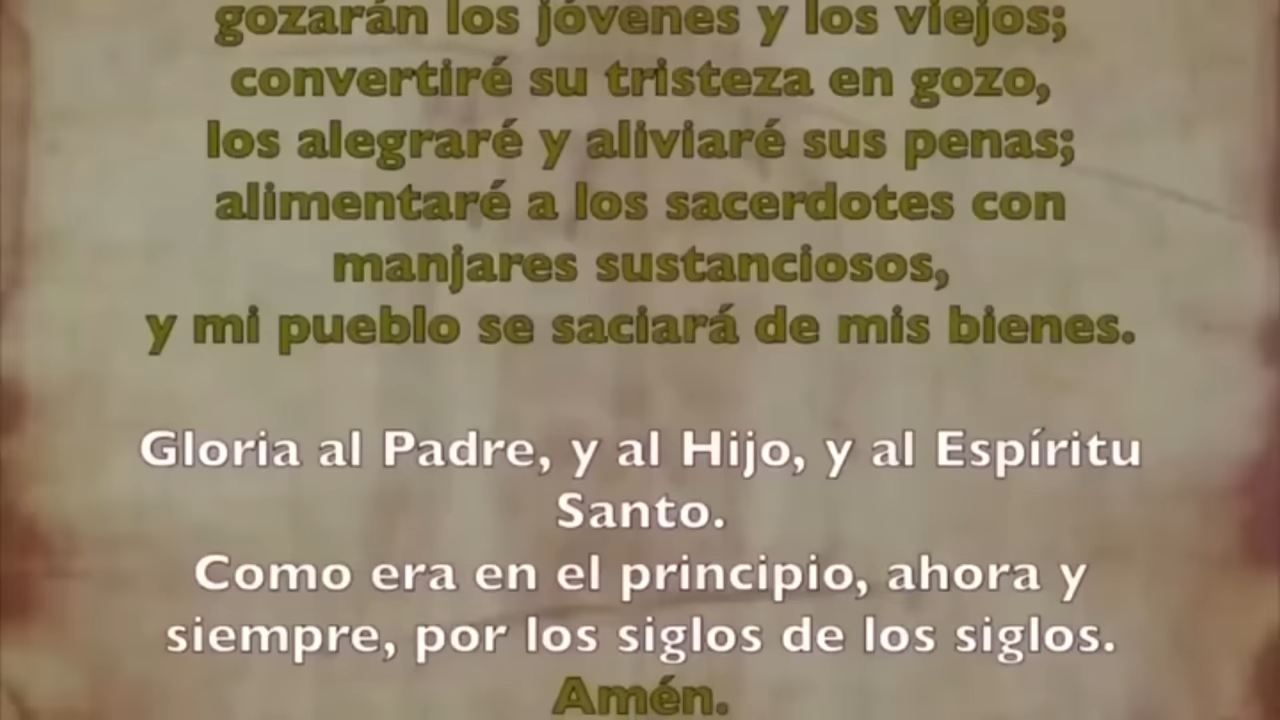 gozarán los jóvenes y los viejos;
convertiré su tristeza en gozo,
los alegraré y aliviaré sus penas;
alimentaré a los sacerdotes con
manjares sustanciosos,
y mi pueblo se saciará de mis bienes.
Gloria al Padre, y al Hijo, y al Espíritu
Santo.
Como era en el principio, ahora y
siempre, por los siglos de los siglos.
Amén.